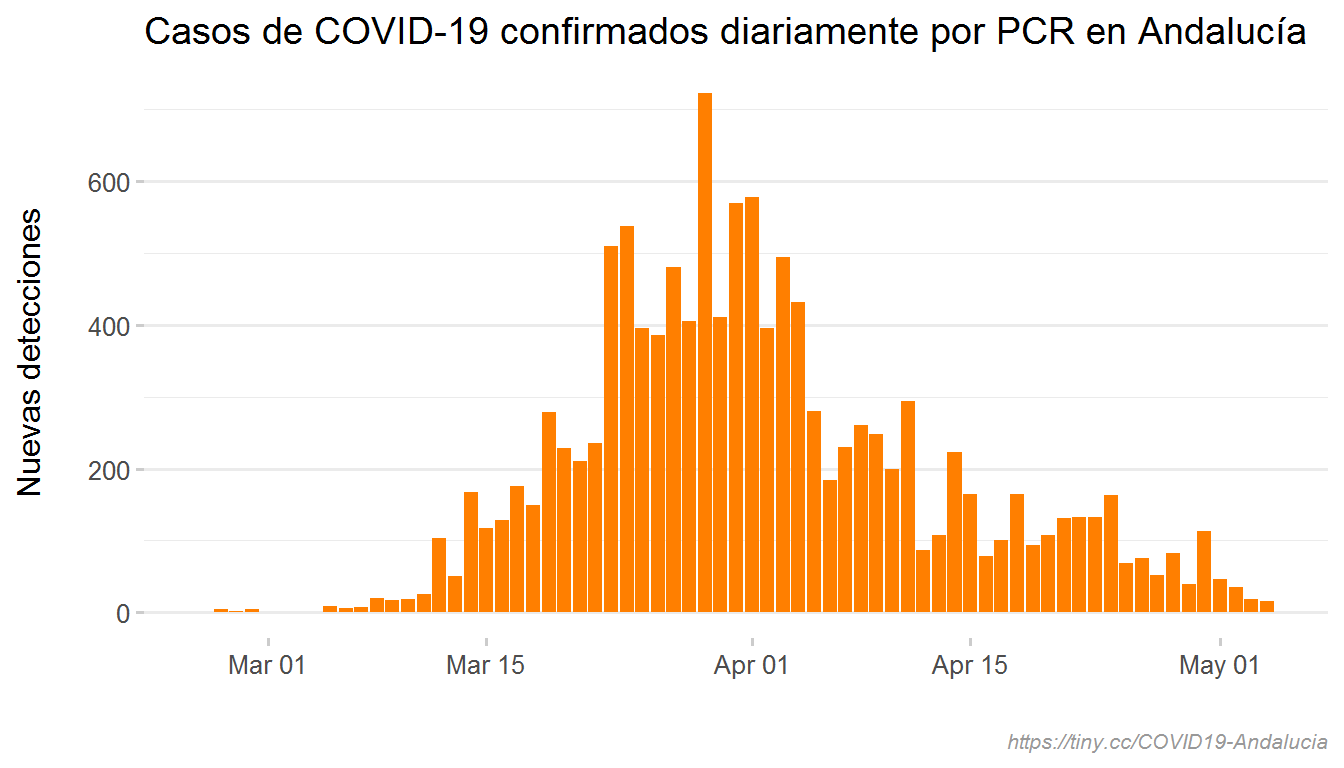 Casos de COVID-19 confirmados diariamente por PCR en Andalucía
Nuevas detecciones
600
400
200
0
Mar 01 Mar 15 Apr 01 Apr 15 May 01
https://tiny.cc/COVID19-Andalucia